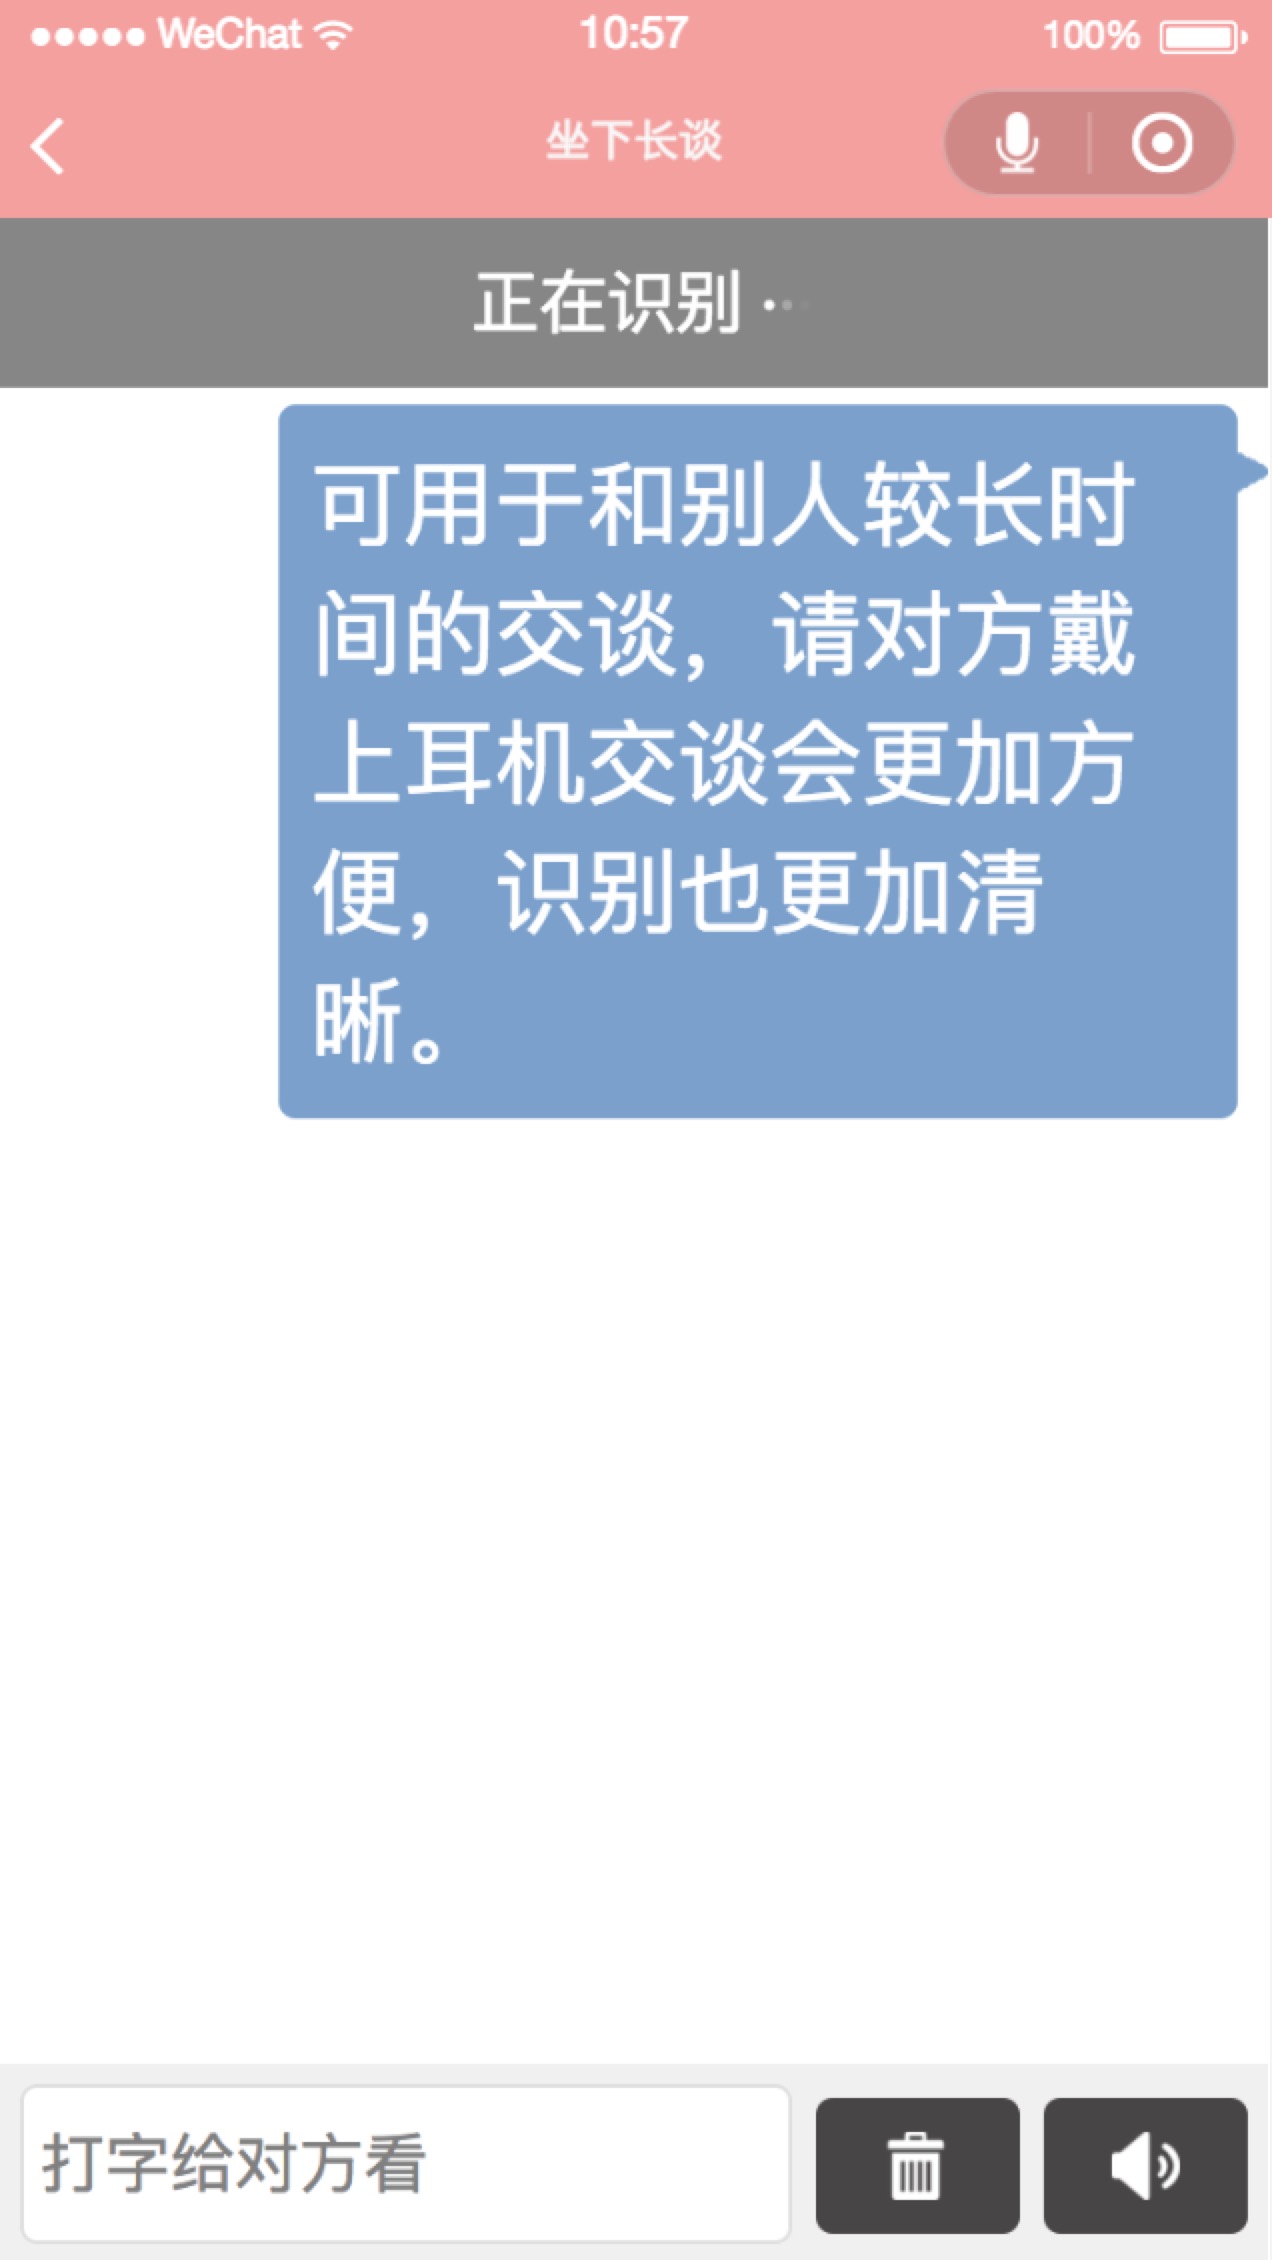 WeChat 10:57 100%
坐下长谈
正在识别
可用于和别人较长时
间的交谈，请对方戴
上耳机交谈会更加方
便，识别也更加清
晰。
打字给对方看